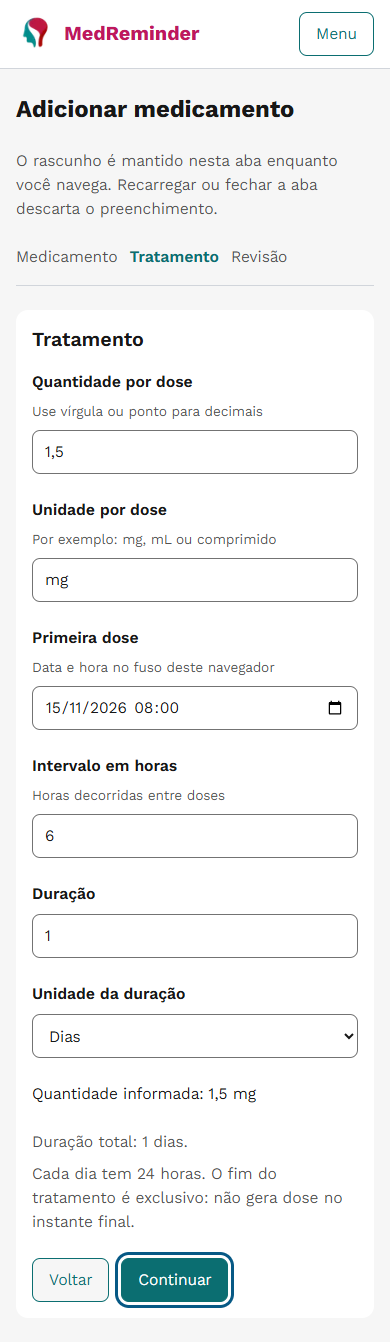 MedReminder
Menu
Adicionar medicamento
O rascunho é mantido nesta aba enquanto
você navega. Recarregar ou fechar a aba
descarta o preenchimento.
Medicamento Tratamento Revisão
Tratamento
Quantidade por dose
Use vírgula ou ponto para decimais
1,5
Unidade por dose
Por exemplo: mg, mL ou comprimido
mg
Primeira dose
Data e hora no fuso deste navegador
15/11/2026 08:00
Intervalo em horas
Horas decorridas entre doses
6
Duração
1
Unidade da duração
Dias
Quantidade informada: 1,5 mg
Duração total: 1 dias.
Cada dia tem 24 horas. O fim do
tratamento é exclusivo: não gera dose no
instante final.
Voltar Continuar